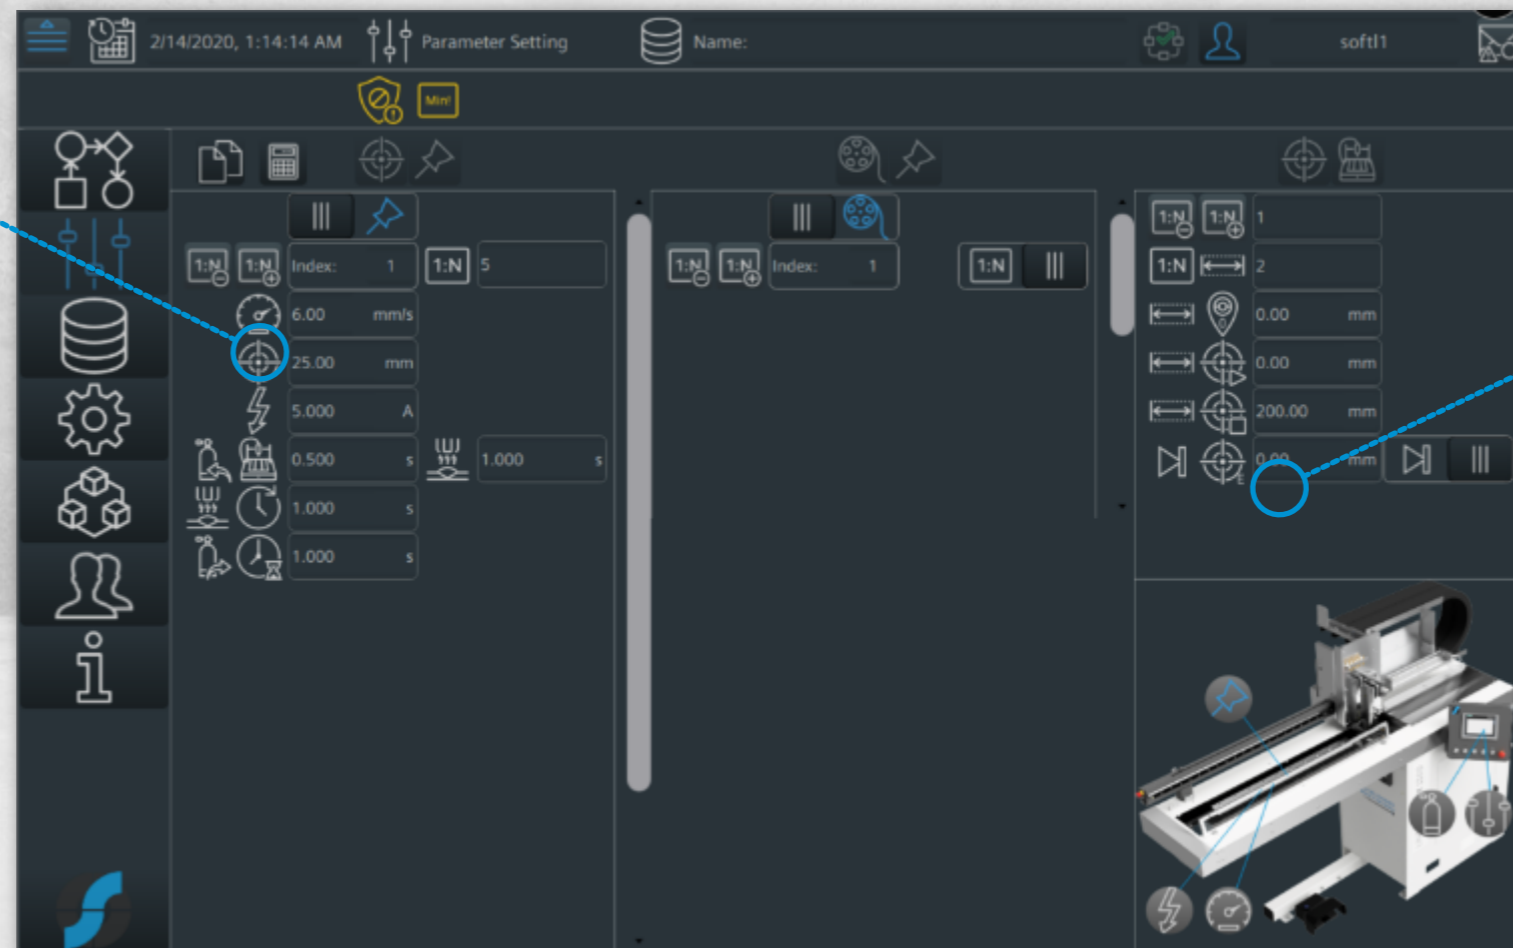 2/14/2020, 1:14:14 AM Parameter Setting Name: softl1
Min!
1:N 1:N 1
1:N 1:N Index: 1 1:N 5
1:N 1:N Index: 1 1:N
1:N 2
6.00 mm/s
0.00 mm
25.00 mm
0.00 mm
5.000 A
200.00 mm
0.500 s 1.000 s
E 0.00 mm
1.000 s
1.000 s